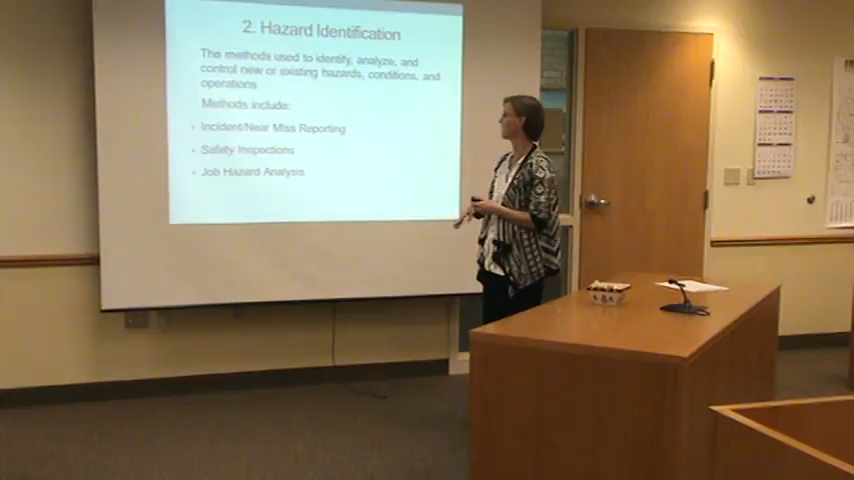 2. Hazard Identification
The methods used to identify, analyze, and
control new or existing hazards, conditions, and
operations
Methods include:
• Incident/Near Miss Reporting
• Safety Inspections
• Job Hazard Analysis